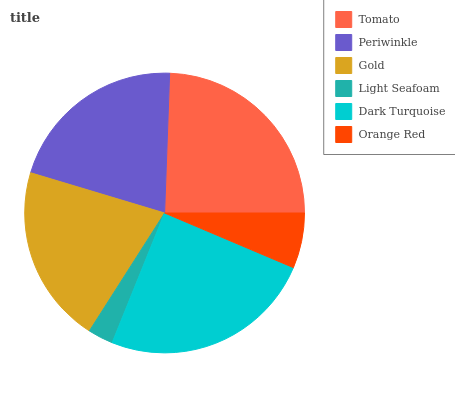 title
Tomato
Periwinkle
Gold
Light Seafoam
Dark Turquoise
Orange Red